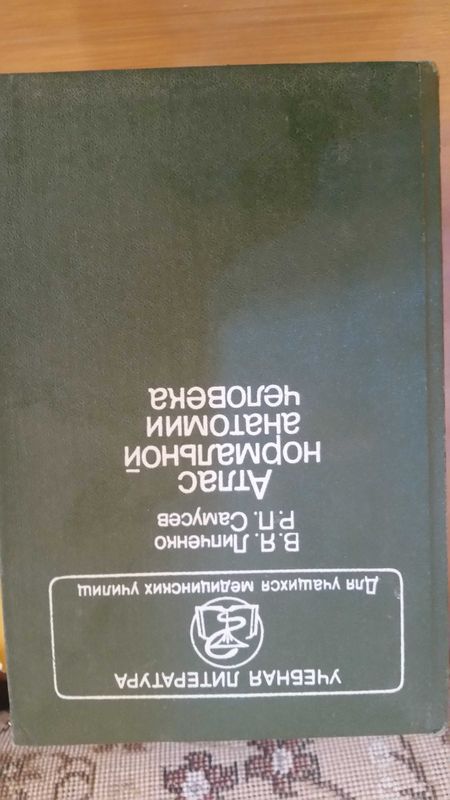 УЧЕБНАЯ ЛИТЕРАТУРА
Для учащихся медицинских училищ
В.Я. Липченко
Р.П. Самусев
Атлас
нормальной
анатомии
человека